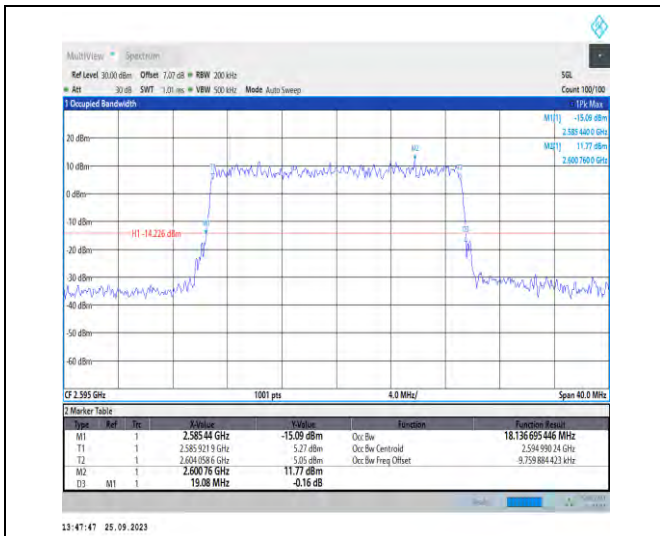 MultiView Spectrum
Ref Level 30.00 dBm Offset 7.07 dB RBW 200 kHz SGL
Att 30 dB SWT 1.01 ms VBW 500 kHz Mode Auto Sweep Count 100/100
1 Occupied Bandwidth 1Pk Max
M1[1] -15.09 dBm
2.585 440 0 GHz
M2[1] 11.77 dBm
2.600 760 0 GHz
M2
20 dBm
10 dBm
T1 T2
0 dBm
-10 dBm
M1
H1 -14.226 dBm
D3
-20 dBm
-30 dBm
-40 dBm
-50 dBm
-60 dBm
CF 2.595 GHz 1001 pts 4.0 MHz/ Span 40.0 MHz
2 Marker Table
Type Ref Trc X-Value Y-Value Function Function Result
M1 1 2.585 44 GHz -15.09 dBm Occ Bw 18.136 695 446 MHz
T1 1 2.585 921 9 GHz 5.27 dBm Occ Bw Centroid 2.594 990 24 GHz
T2 1 2.604 058 6 GHz 5.05 dBm Occ Bw Freq Offset -9.759 884 423 kHz
M2 1 2.600 76 GHz 11.77 dBm
D3 M1 1 19.08 MHz -0.16 dB
13:47:47 25.09.2023